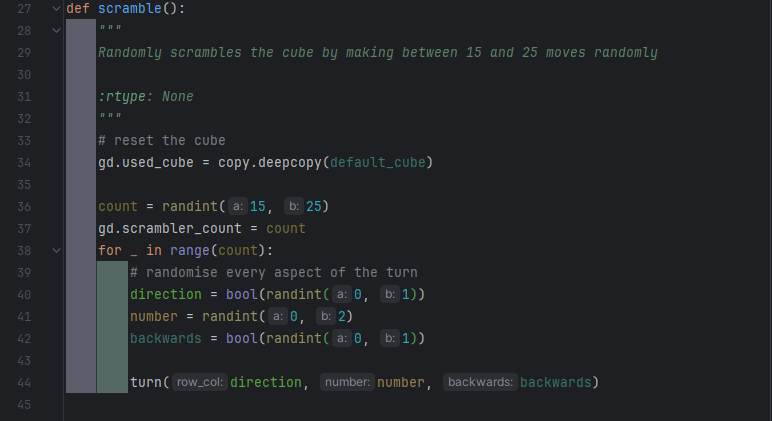 27 def scramble():
28 """
29 Randomly scrambles the cube by making between 15 and 25 moves randomly
30
31 :rtype: None
32 """
33 # reset the cube
34 gd.used_cube = copy.deepcopy(default_cube)
35
36 count = randint(a: 15, b: 25)
37 gd.scrambler_count = count
38 for _ in range(count):
39 # randomise every aspect of the turn
40 direction = bool(randint(a: 0, b: 1))
41 number = randint(a: 0, b: 2)
42 backwards = bool(randint(a: 0, b: 1))
43
44 turn(row_col: direction, number: number, backwards: backwards)
45